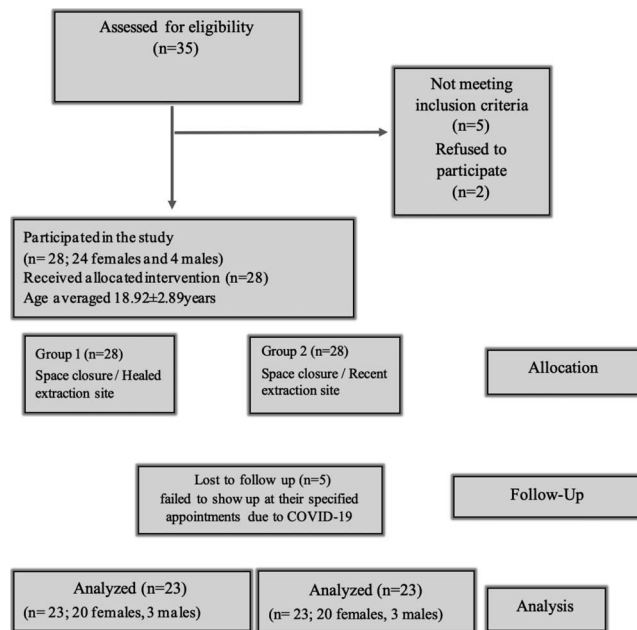 Assessed for eligibility
(n=35)
Not meeting
inclusion criteria
(n=5)
Refused to
participate
(n=2)
Participated in the study
(n= 28; 24 females and 4 males)
Received allocated intervention (n=28)
Age averaged 18.92±2.89years
Group 1 (n=28)
Space closure / Healed
extraction site
Group 2 (n=28)
Space closure / Recent
extraction site
Allocation
Lost to follow up (n=5)
failed to show up at their specified
appointments due to COVID-19
Follow-Up
Analyzed (n=23)
(n= 23; 20 females, 3 males)
Analyzed (n=23)
(n= 23; 20 females, 3 males)
Analysis